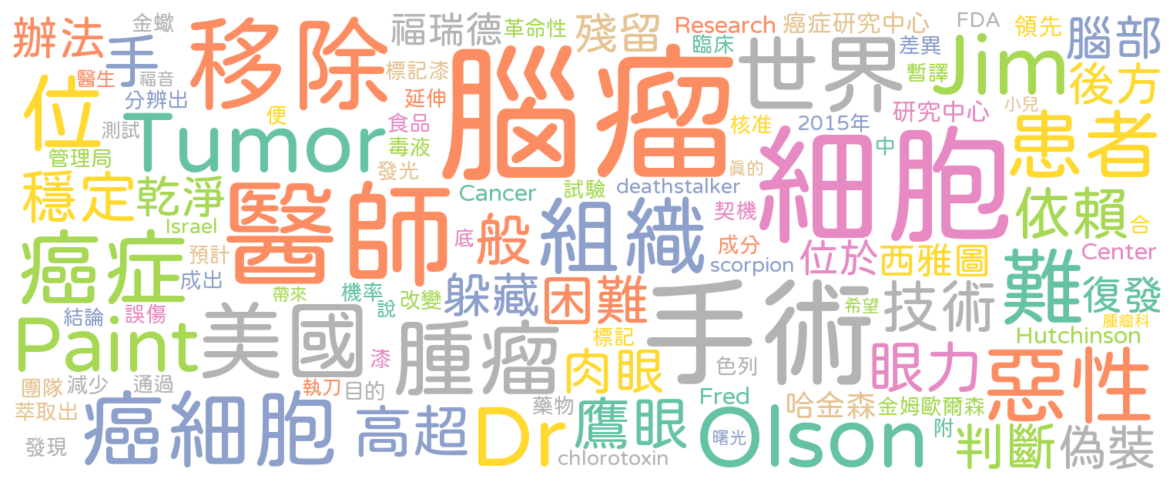 辦法
手
金蠍
醫生
福音
分辨出
移除
福瑞德
革命性
標記漆
延伸
殘留
Research
癌症研究中心
FDA
領先
腦部
臨床
差異
世界
Jim
暫譯
後方
研究中心
小兒
位
測試
管理局
Tumor
便
食品
毒液
發光
腦瘤
核准
2015年
中
患者
真的
細胞
穩定
乾淨
Israel
醫師
Cancer
試驗
deathstalker
契機
依賴
合
癌症
預計
成出
底
般
組織
成分
scorpion
位於
西雅圖
難
Center
帶來
機率
說
改變
躲藏
困難
希望
技術
復發
結論
誤傷
Paint
美國
腫瘤
漆
肉眼
標記
手術
色列
眼力
Hutchinson
腫瘤科
惡性
團隊
減少
通過
執刀
目的
萃取出
發現
癌細胞
高超
Dr
藥物
鷹眼
chlorotoxin
Fred
曙光
Olson
哈金森
金姆歐爾森
附
判斷
偽裝